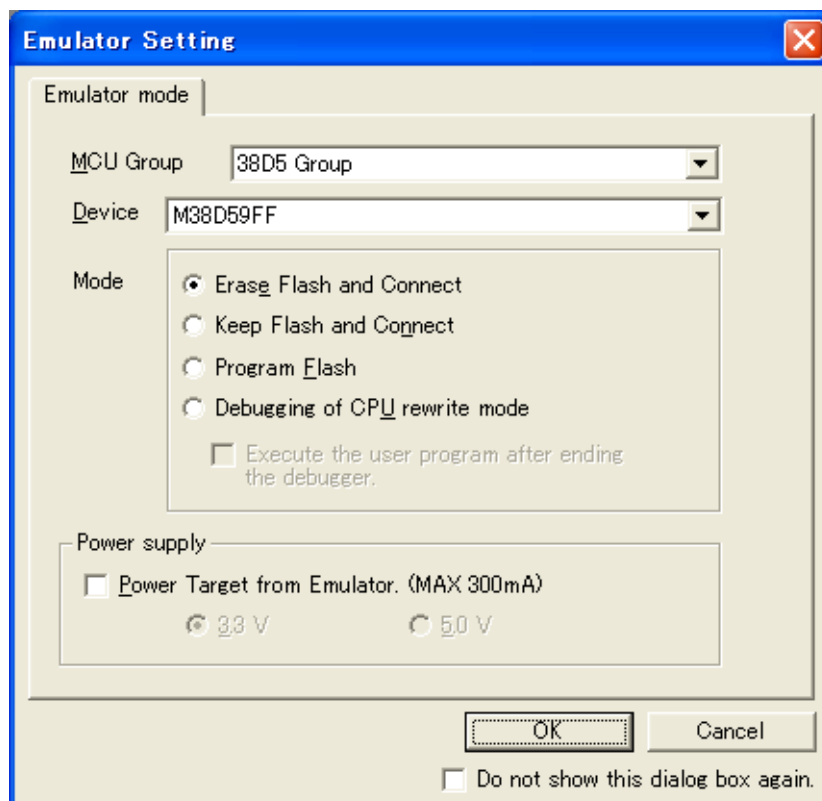 Emulator Setting
Emulator mode
MCU Group 38D5 Group
Device M38D59FF
Mode
Erase Flash and Connect
Keep Flash and Connect
Program Flash
Debugging of CPU rewrite mode
Execute the user program after ending
the debugger.
Power supply
Power Target from Emulator. (MAX 300mA)
3.3 V 5.0 V
OK Cancel
Do not show this dialog box again.